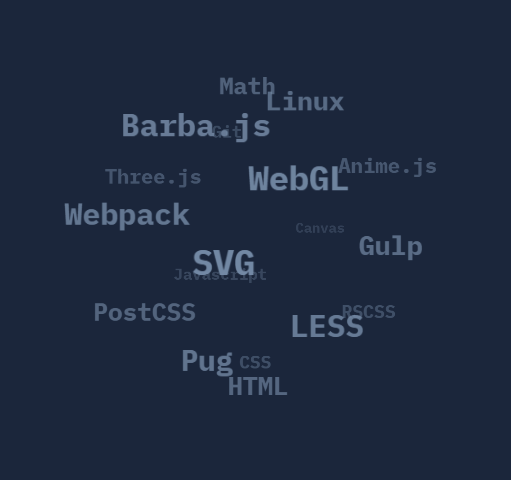 Math
Linux
Barba.js
Git
Anime.js
Three.js
WebGL
Webpack
Canvas
Gulp
SVG
Javascript
PostCSS
RSCSS
LESS
Pug
CSS
HTML